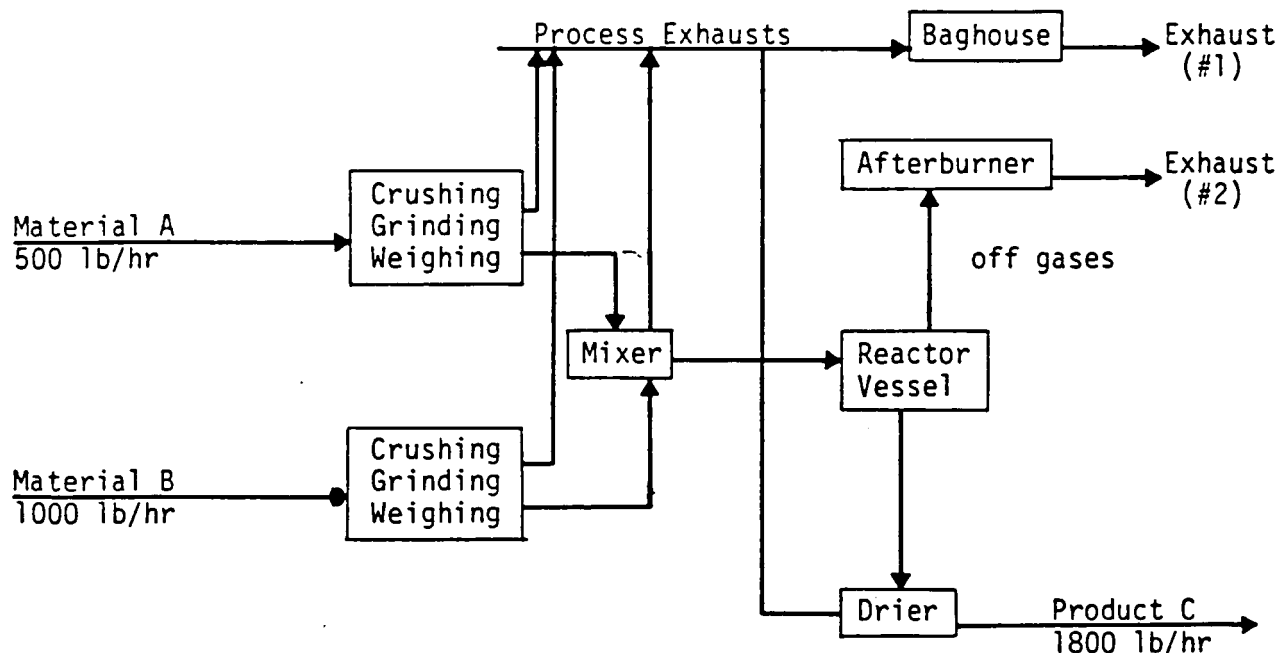 Process Exhausts
Baghouse
Exhaust
(#1)
Afterburner
Exhaust
(#2)
Crushing
Grinding
Weighing
Material A
500 lb/hr
off gases
Mixer
Reactor
Vessel
Crushing
Grinding
Weighing
Material B
1000 lb/hr
Drier
Product C
1800 lb/hr